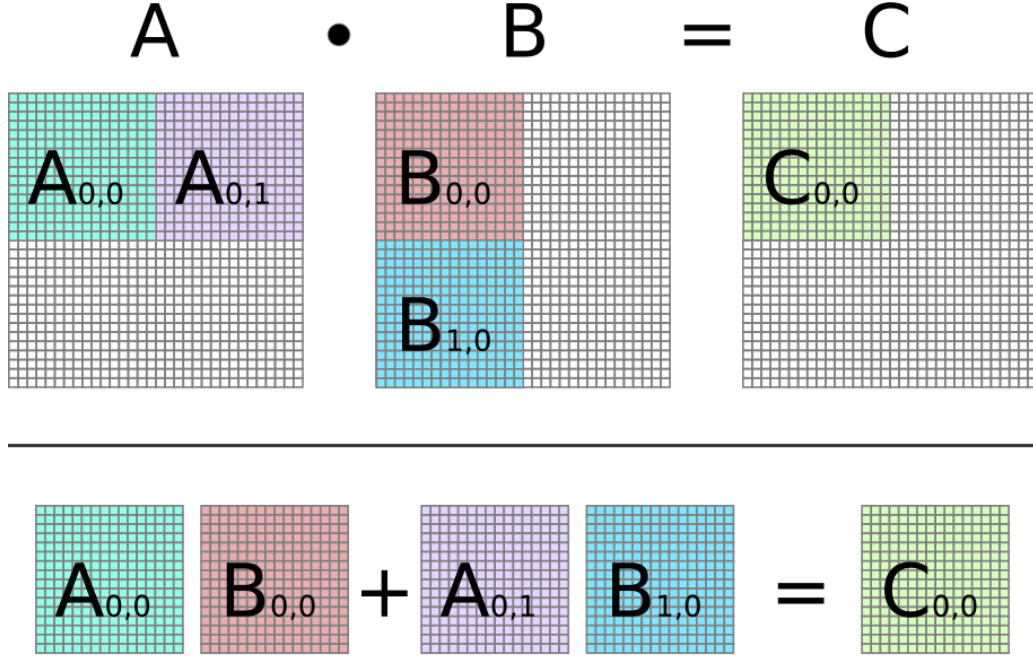 A • B = C
A0,0 A0,1 B0,0 C0,0
B1,0
A0,0 B0,0 + A0,1 B1,0 = C0,0